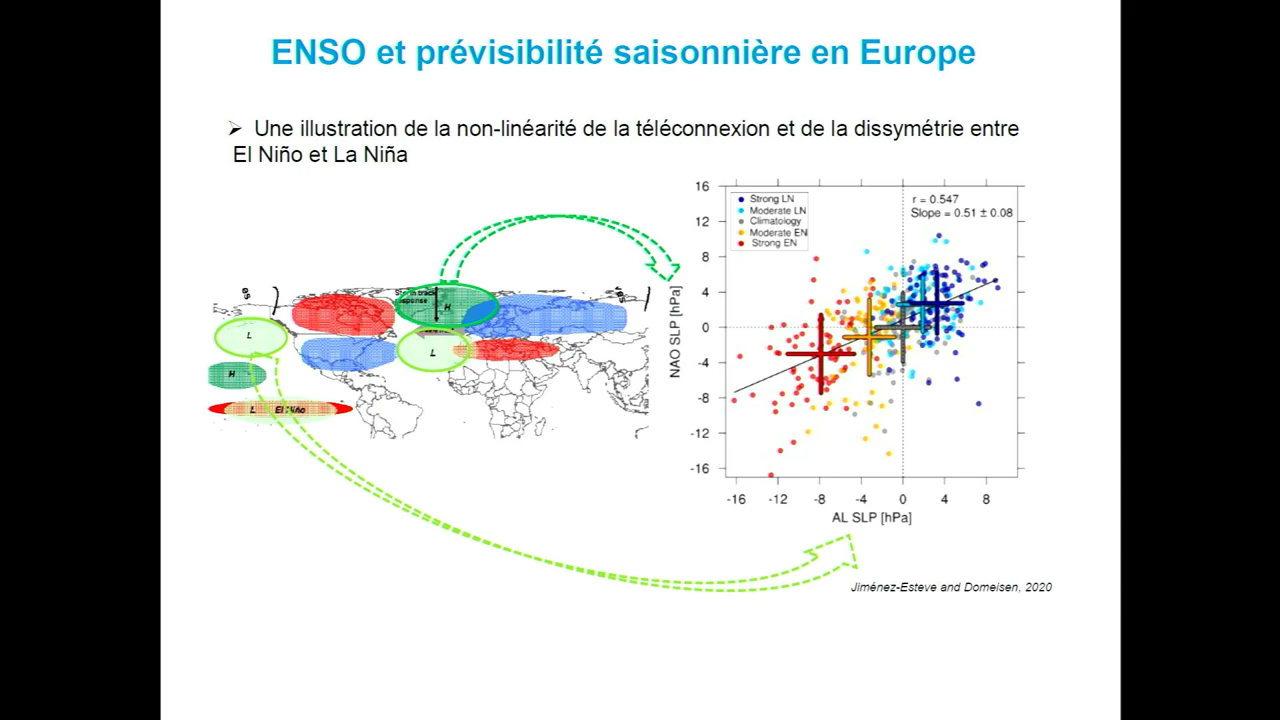 ENSO et prévisibilité saisonnière en Europe
➢ Une illustration de la non-linéarité de la téléconnexion et de la dissymétrie entre
El Niño et La Niña
response
H
L
L
H
L El Niño
16
12
8
4
0
-4
-8
-12
-16
NAO SLP [hPa]
Strong LN
Moderate LN
Climatology
Moderate EN
Strong EN
r = 0.547
Slope = 0.51 ± 0.08
-16 -12 -8 -4 0 4 8
AL SLP [hPa]
Jiménez-Esteve and Domeisen, 2020